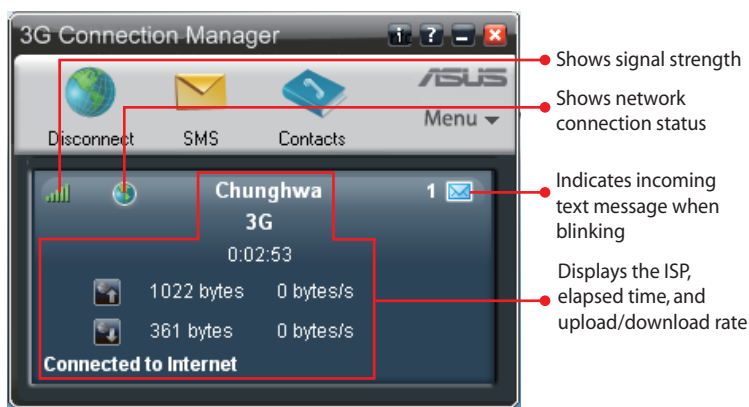 3G Connection Manager
i ? – x
ASUS
Menu
Disconnect SMS Contacts
Chunghwa 1
3G
0:02:53
1022 bytes 0 bytes/s
361 bytes 0 bytes/s
Connected to Internet
Shows signal strength
Shows network
connection status
Indicates incoming
text message when
blinking
Displays the ISP,
elapsed time, and
upload/download rate